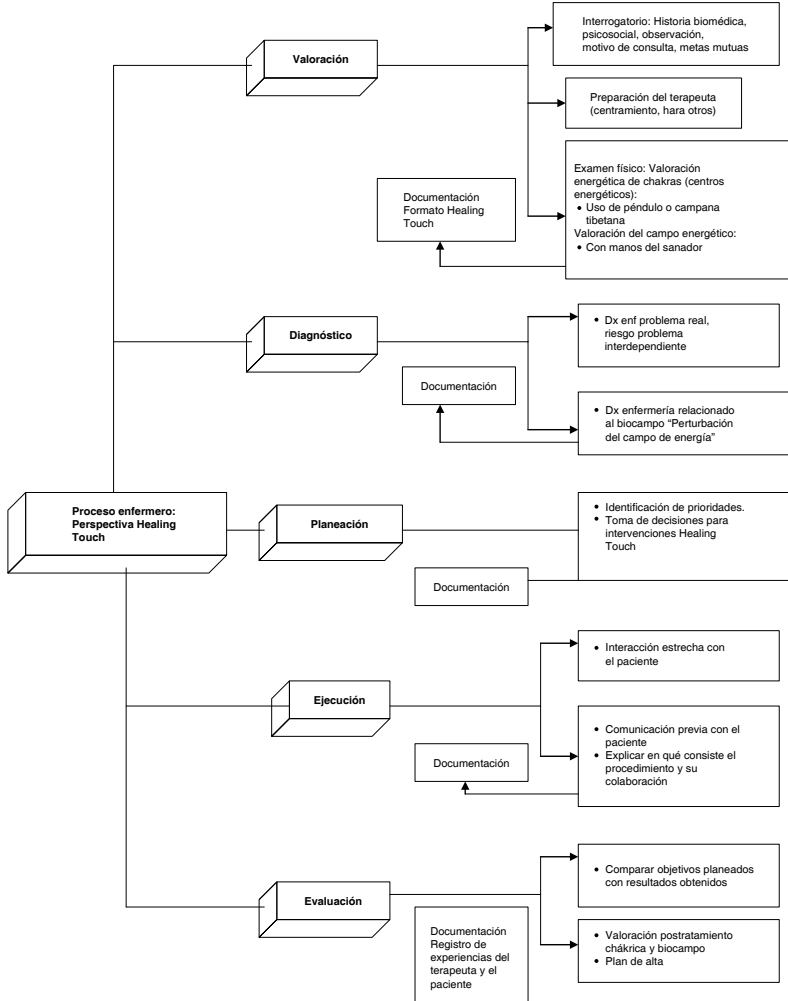 Interrogatorio: Historia biomédica,
psicosocial, observación,
motivo de consulta, metas mutuas
Valoración
Preparación del terapeuta
(centramiento, hara otros)
Examen físico: Valoración
energética de chakras (centros
energéticos):
• Uso de péndulo o campana
tibetana
Valoración del campo energético:
• Con manos del sanador
Documentación
Formato Healing
Touch
Diagnóstico
• Dx enf problema real,
riesgo problema
interdependiente
Documentación
• Dx enfermería relacionado
al biocampo “Perturbación
del campo de energía”
Proceso enfermero:
Perspectiva Healing
Touch
Planeación
• Identificación de prioridades.
• Toma de decisiones para
intervenciones Healing
Touch
Documentación
Ejecución
• Interacción estrecha con
el paciente
• Comunicación previa con el
paciente
• Explicar en qué consiste el
procedimiento y su
colaboración
Documentación
Evaluación
• Comparar objetivos planeados
con resultados obtenidos
Documentación
Registro de
experiencias del
terapeuta y el
paciente
• Valoración postratamiento
chákrica y biocampo
• Plan de alta